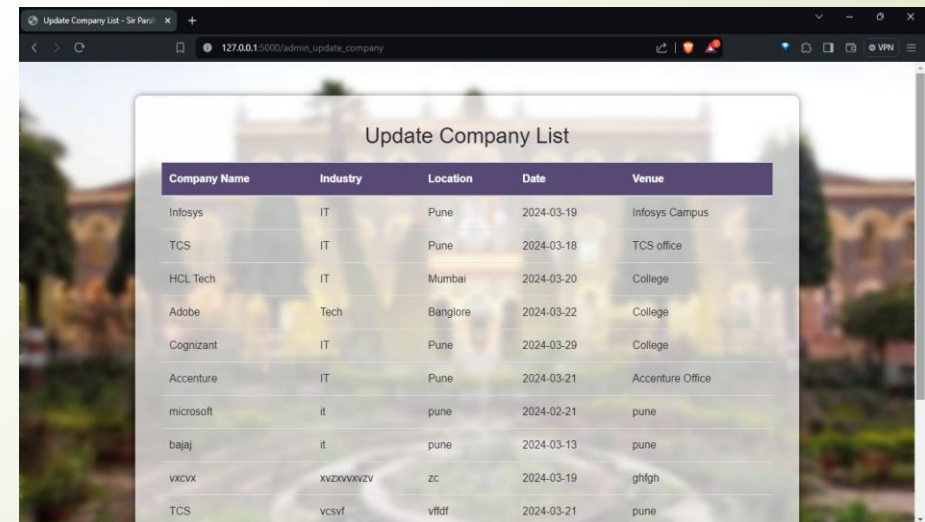 Update Company List - Sir Parsh
127.0.0.1:5000/admin_update_company
VPN
Update Company List
Company Name Industry Location Date Venue
Infosys IT Pune 2024-03-19 Infosys Campus
TCS IT Pune 2024-03-18 TCS office
HCL Tech IT Mumbai 2024-03-20 College
Adobe Tech Banglore 2024-03-22 College
Cognizant IT Pune 2024-03-29 College
Accenture IT Pune 2024-03-21 Accenture Office
microsoft it pune 2024-02-21 pune
bajaj it pune 2024-03-13 pune
vxcvx xvzxvvxvzv zc 2024-03-19 ghfgh
TCS vcsvf vffdf 2024-03-21 pune